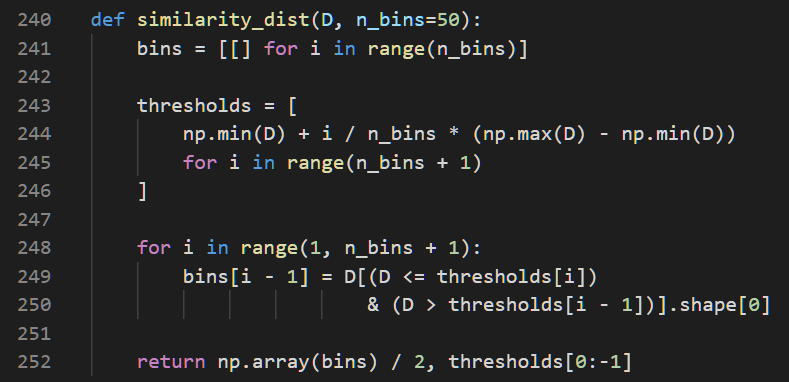 240 def similarity_dist(D, n_bins=50):
241     bins = [[] for i in range(n_bins)]
242
243     thresholds = [
244         np.min(D) + i / n_bins * (np.max(D) - np.min(D))
245         for i in range(n_bins + 1)
246     ]
247
248     for i in range(1, n_bins + 1):
249         bins[i - 1] = D[(D <= thresholds[i])
250                         & (D > thresholds[i - 1])].shape[0]
251
252     return np.array(bins) / 2, thresholds[0:-1]